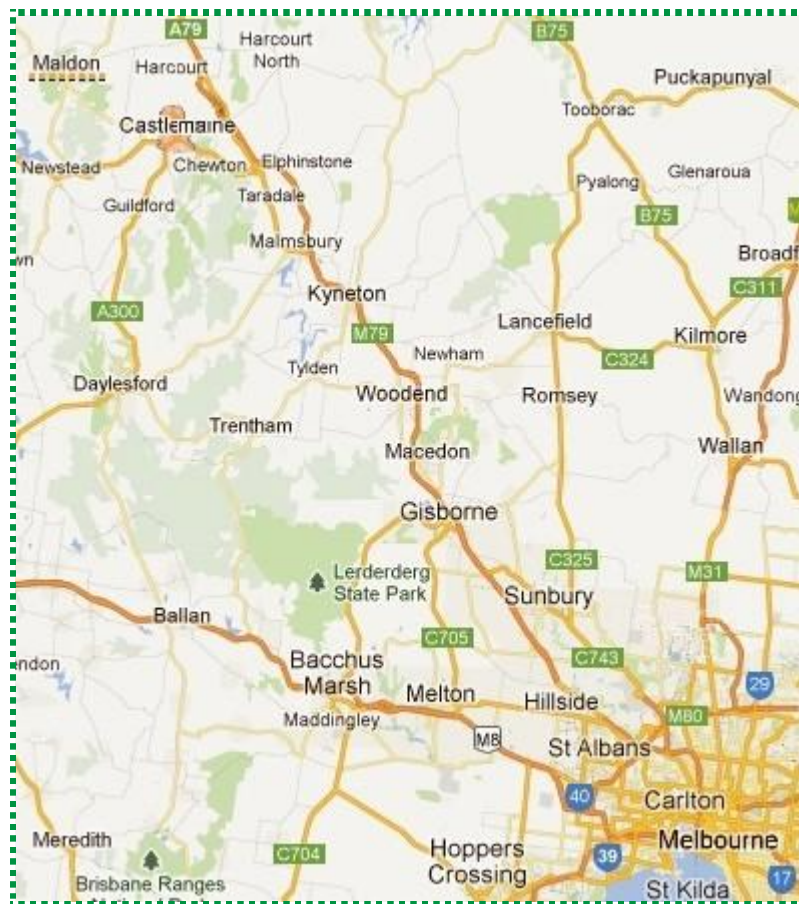 A79
B75
Harcourt
North
Maldon
Harcourt
Puckapunyal
Tooborac
Castlemaine
Newstead
Chewton
Elphinstone
Glenaroua
Pyalong
Taradale
Guildford
B75
Malmsbury
wn
Broadf
C311
Kyneton
A300
Lancefield
M79
Kilmore
Newham
C324
Tylden
Daylesford
Woodend
Romsey
Wandong
Trentham
Macedon
Wallan
Gisborne
C325
Lerderderg
State Park
M31
Sunbury
Ballan
C705
C743
endon
Bacchus
Marsh
Melton
Hillside
29
Maddingley
M80
M8
St Albans
40
Carlton
Meredith
Melbourne
C704
Hoppers
Crossing
39
Brisbane Ranges
St Kilda
17